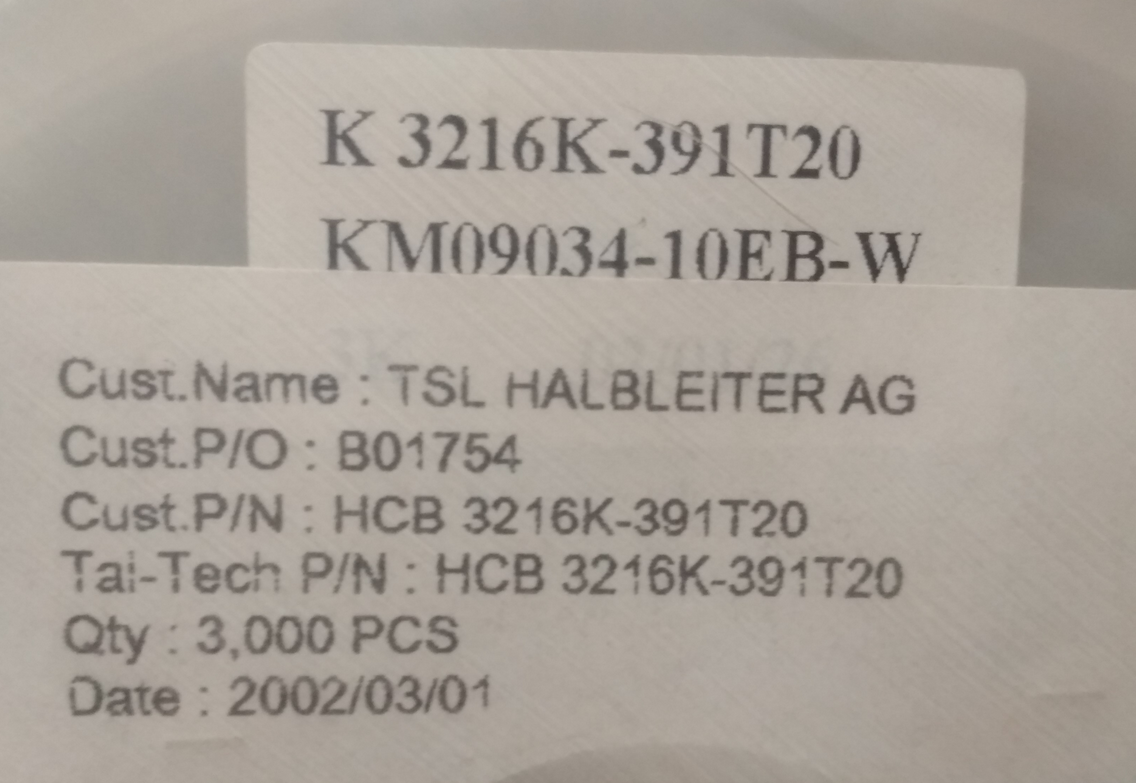 K 3216K-391T20
KM09034-10EB-W
Cust.Name : TSL HALBLEITER AG
Cust.P/O : B01754
Cust.P/N : HCB 3216K-391T20
Tai-Tech P/N : HCB 3216K-391T20
Qty : 3,000 PCS
Date : 2002/03/01